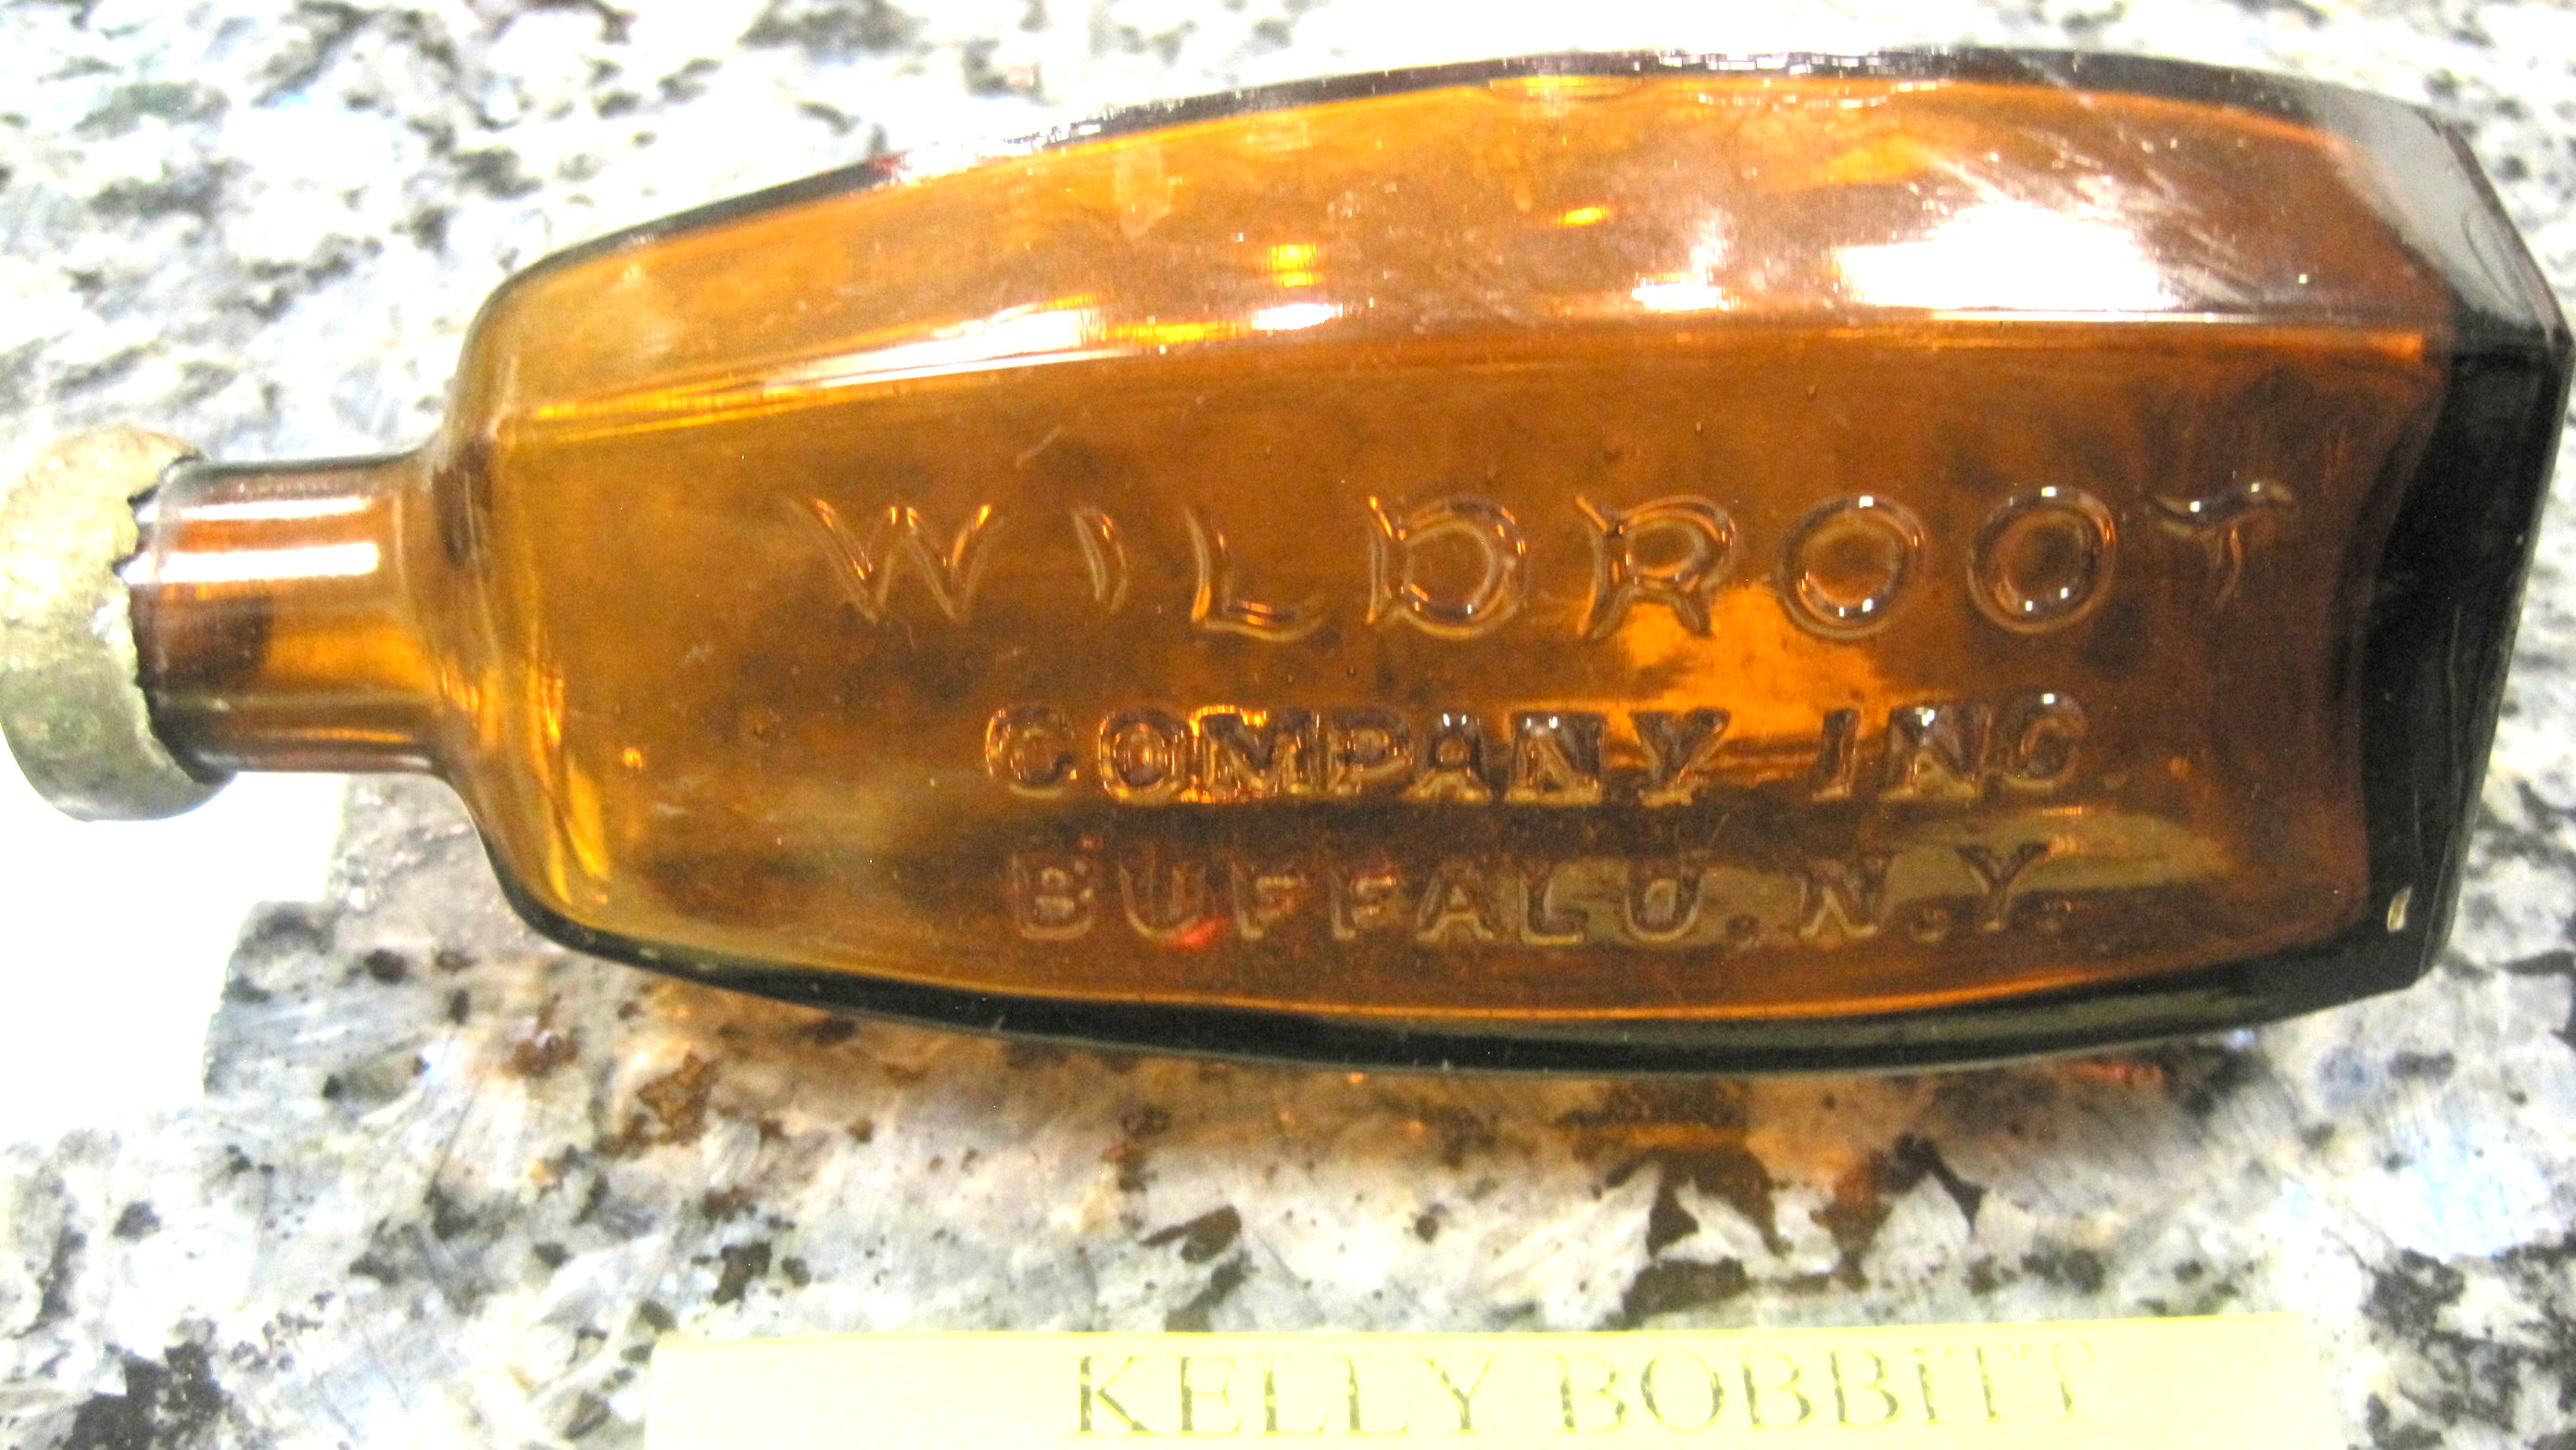 WILDROOT
COMPANY INC.
BUFFALO. N.Y.
KELLY BOBBITT